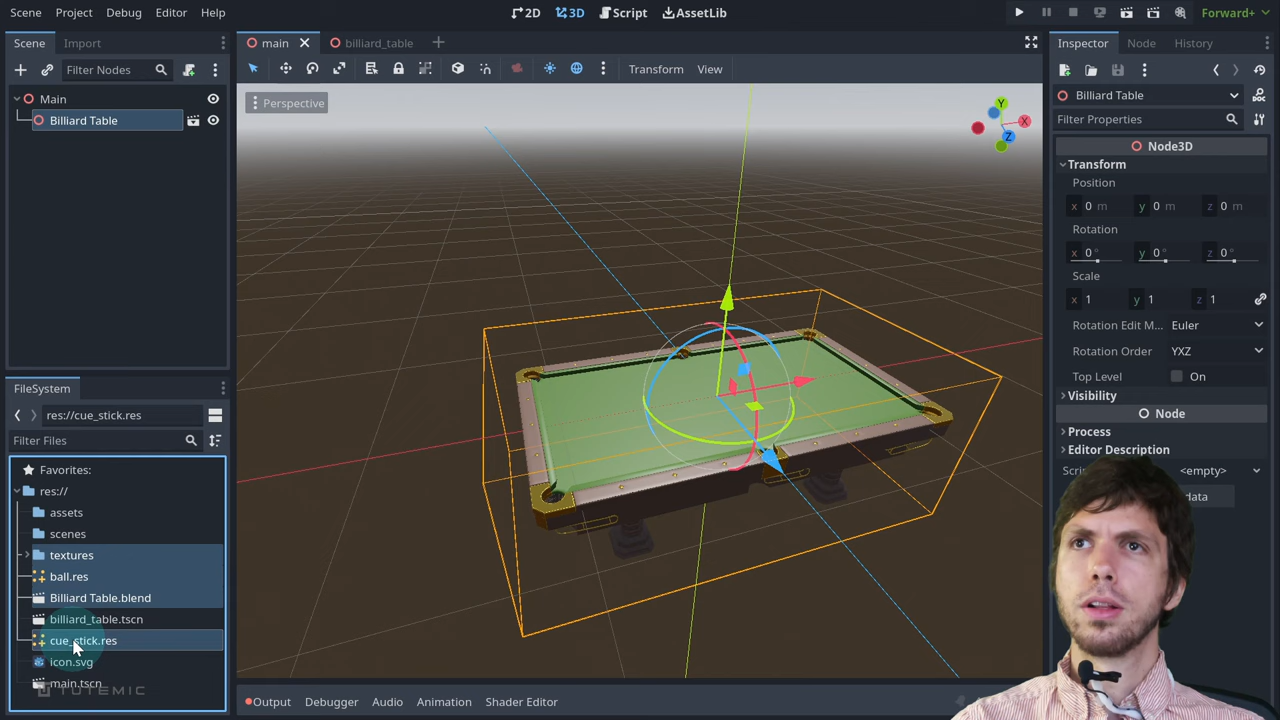 Scene Project Debug Editor Help
2D 3D Script AssetLib
Forward+
Scene Import
Filter Nodes
Main
Billiard Table
FileSystem
res://cue_stick.res
Filter Files
Favorites:
res://
assets
scenes
textures
ball.res
Billiard Table.blend
billiard_table.tscn
cue_stick.res
icon.svg
main.tscn
TUTEMIC
main billiard_table
Transform View
Perspective
Y
X
Z
Output Debugger Audio Animation Shader Editor
Inspector Node History
Billiard Table
Filter Properties
Node3D
Transform
Position
x 0 m y 0 m z 0 m
Rotation
x 0° y 0° z 0°
Scale
x 1 y 1 z 1
Rotation Edit M... Euler
Rotation Order YXZ
Top Level On
Visibility
Node
Process
Editor Description
<empty>